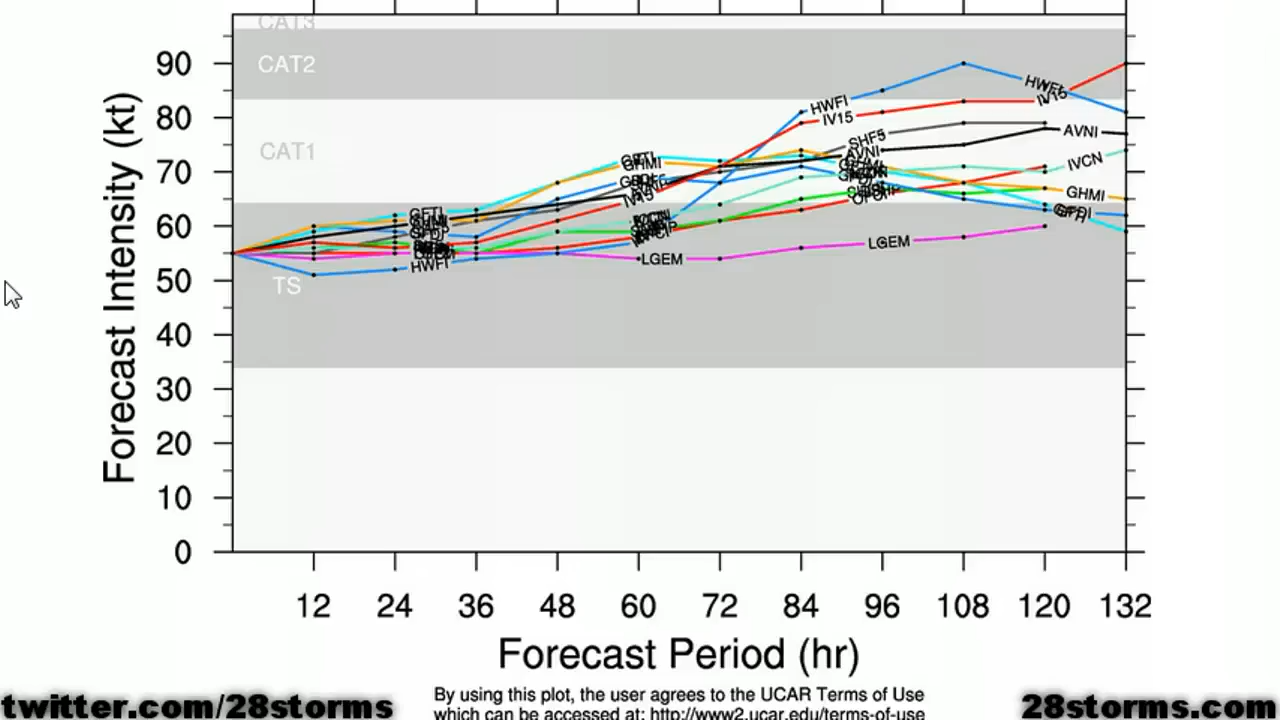 CAT3
90
CAT2
80
CAT1
70
60
TS
50
40
30
20
10
0
Forecast Intensity (kt)
HWFI
HWFI
IV15
IV15
SHF5
AVNI
AVNI
IVCN
GHMI
GHMI
IV15
LGEM
LGEM
HWFI
12 24 36 48 60 72 84 96 108 120 132
Forecast Period (hr)
By using this plot, the user agrees to the UCAR Terms of Use
which can be accessed at: http://www2.ucar.edu/terms-of-use
twitter.com/28storms
28storms.com